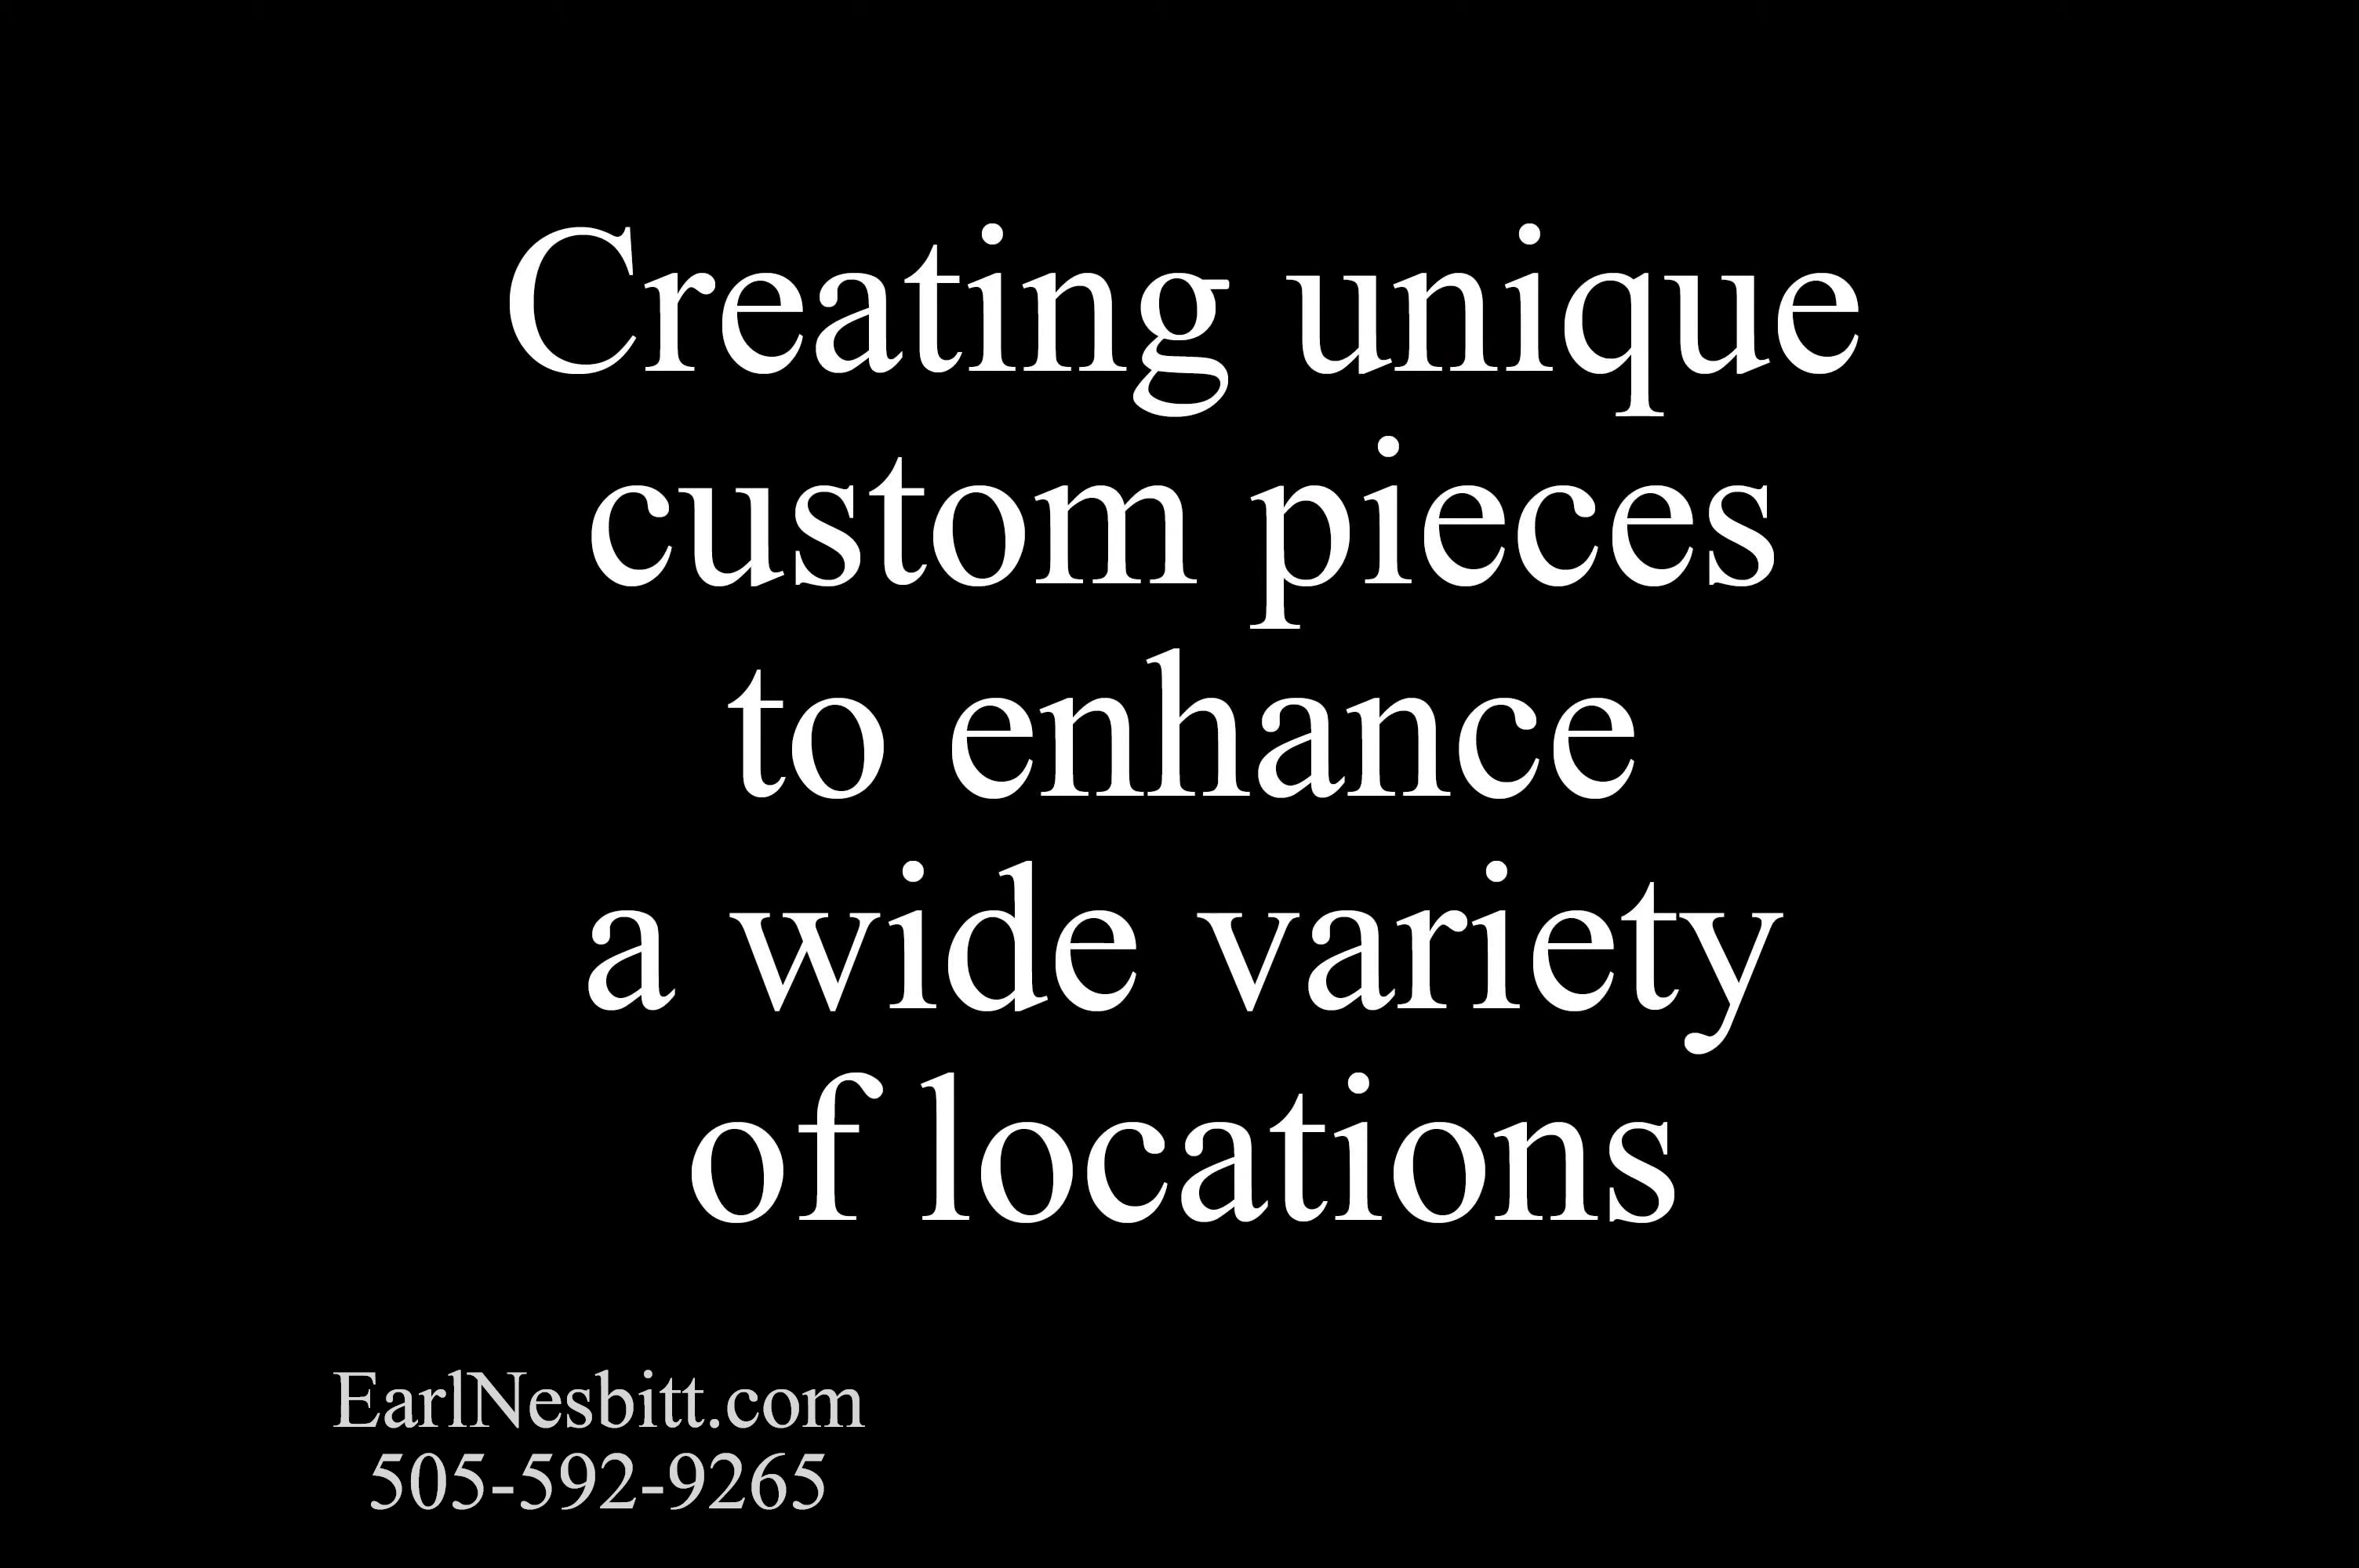 Creating unique
custom pieces
to enhance
a wide variety
of locations
EarlNesbitt.com
505-592-9265